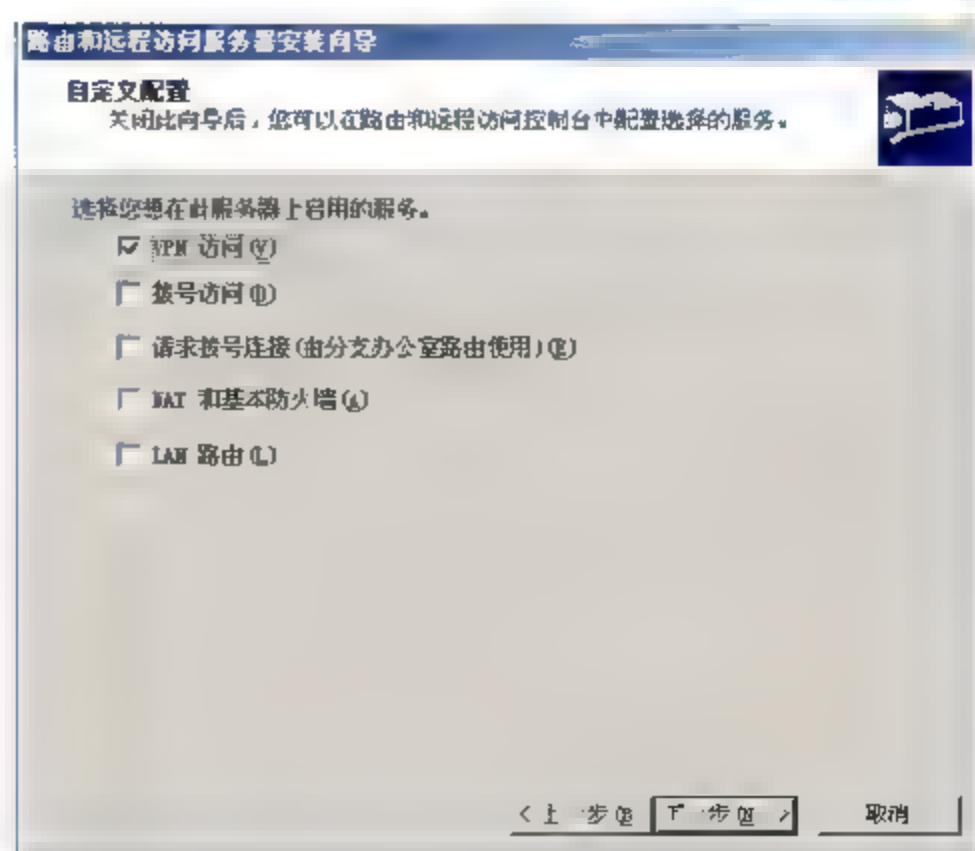 路由和远程访问服务器安装向导
自定义配置
关闭此向导后，您可以在路由和远程访问控制台中配置选择的服务。
选择您想在此服务器上启用的服务。
VPN 访问(V)
拨号访问(D)
请求拨号连接(由分支办公室路由使用)(E)
NAT 和基本防火墙(A)
LAN 路由(L)
< 上一步(B) 下一步(N) > 取消